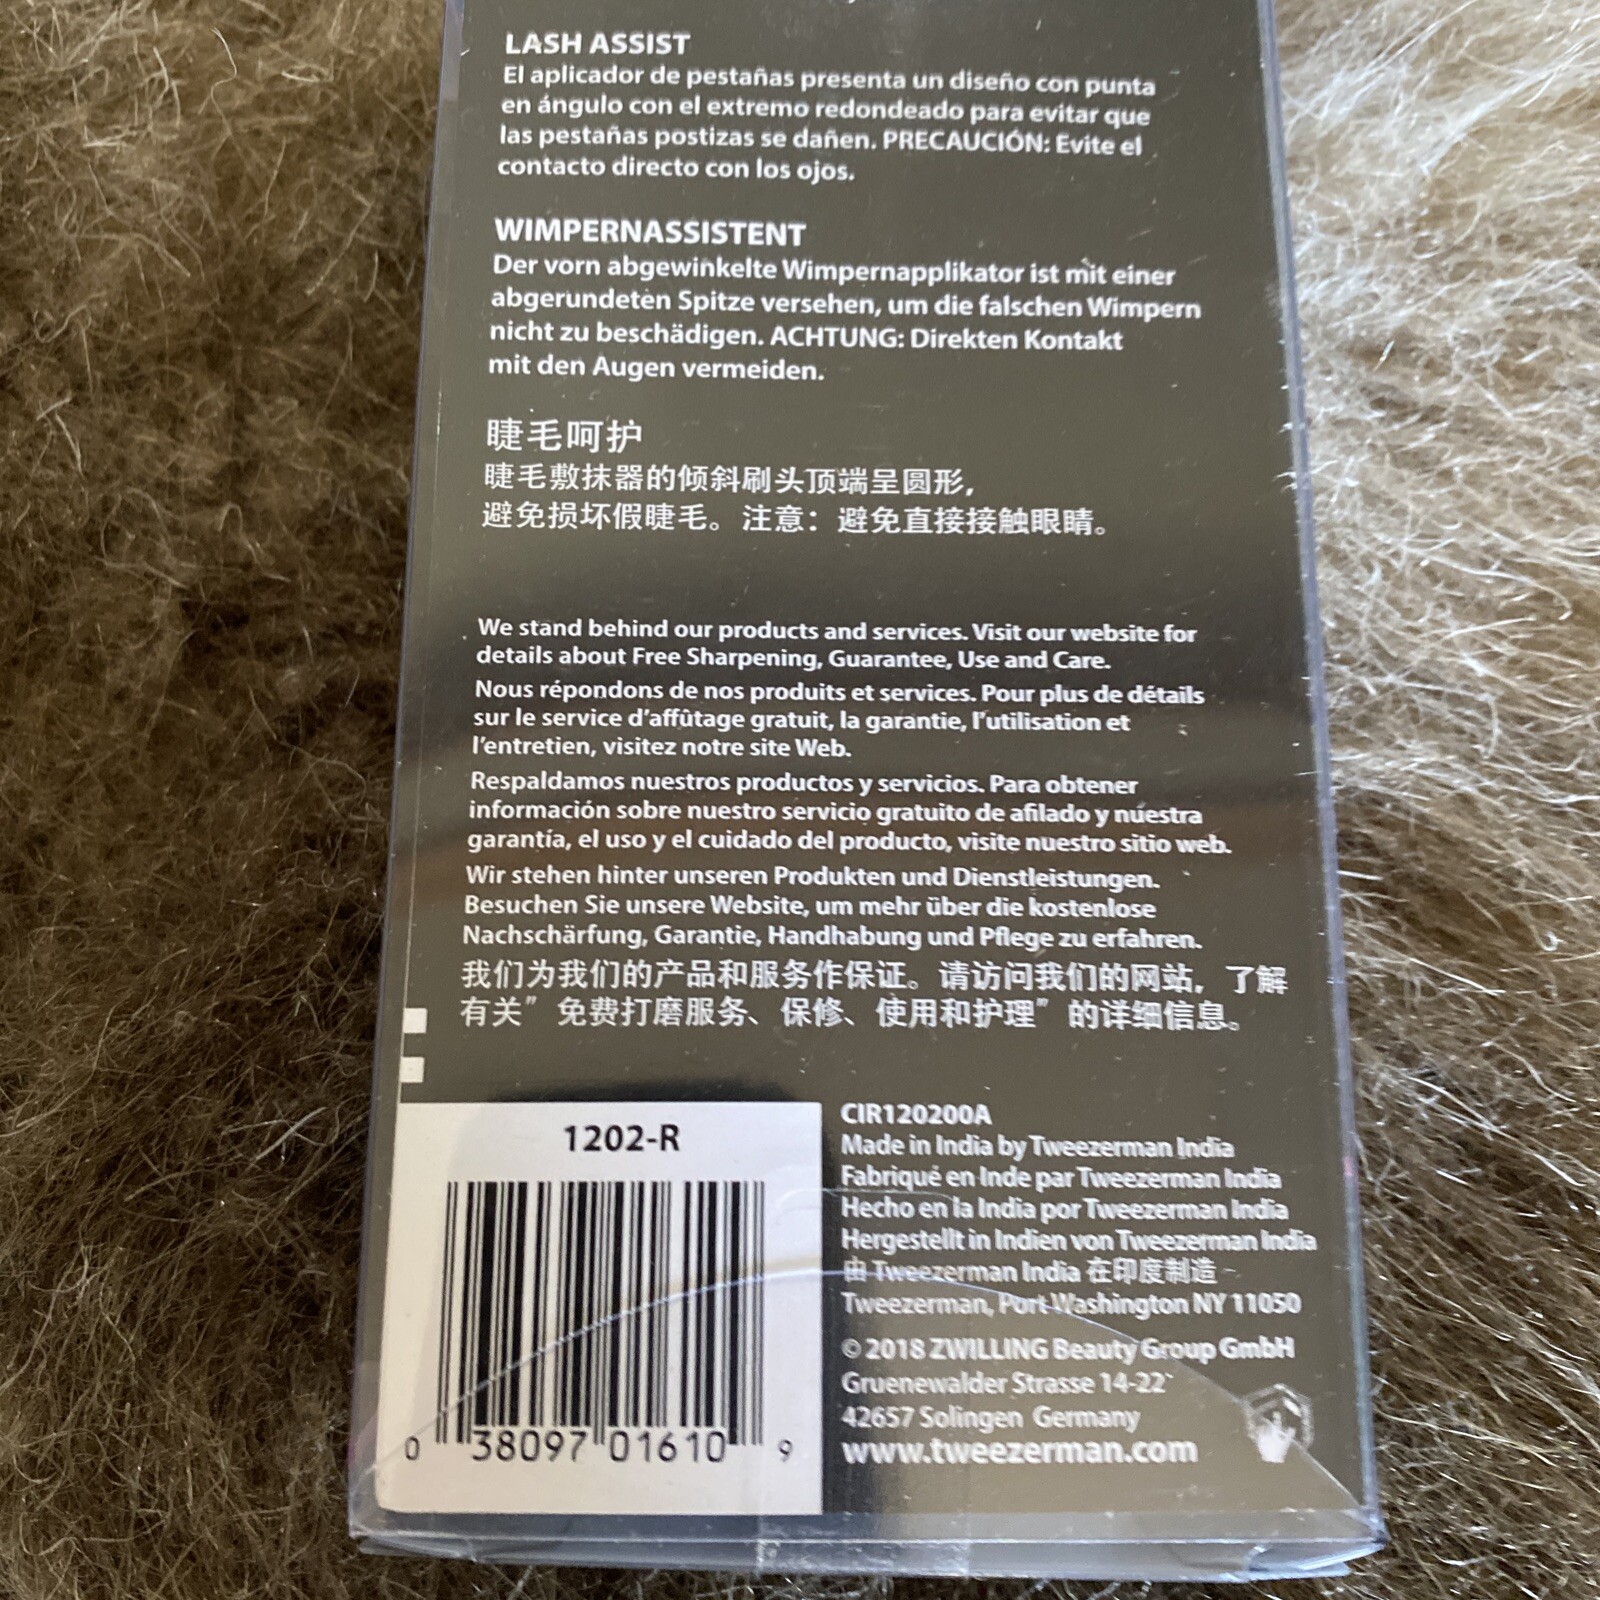 LASH ASSIST
El aplicador de pestañas presenta un diseño con punta
en ángulo con el extremo redondeado para evitar que
las pestañas postizas se dañen. PRECAUCIÓN: Evite el
contacto directo con los ojos.
WIMPERNASSISTENT
Der vorn abgewinkelte Wimpernapplikator ist mit einer
abgerundeten Spitze versehen, um die falschen Wimpern
nicht zu beschädigen. ACHTUNG: Direkten Kontakt
mit den Augen vermeiden.
睫毛呵护
睫毛敷抹器的倾斜刷头顶端呈圆形，
避免损坏假睫毛。注意：避免直接接触眼睛。
We stand behind our products and services. Visit our website for
details about Free Sharpening, Guarantee, Use and Care.
Nous répondons de nos produits et services. Pour plus de détails
sur le service d'affûtage gratuit, la garantie, l'utilisation et
l'entretien, visitez notre site Web.
Respaldamos nuestros productos y servicios. Para obtener
información sobre nuestro servicio gratuito de afilado y nuestra
garantía, el uso y el cuidado del producto, visite nuestro sitio web.
Wir stehen hinter unseren Produkten und Dienstleistungen.
Besuchen Sie unsere Website, um mehr über die kostenlose
Nachschärfung, Garantie, Handhabung und Pflege zu erfahren.
我们为我们的产品和服务作保证。请访问我们的网站，了解
有关”免费打磨服务、保修、使用和护理”的详细信息。
1202-R
0 38097 01610 9
CIR120200A
Made in India by Tweezerman India
Fabriqué en Inde par Tweezerman India
Hecho en la India por Tweezerman India
Hergestellt in Indien von Tweezerman India
由 Tweezerman India 在印度制造
Tweezerman, Port Washington NY 11050
© 2018 ZWILLING Beauty Group GmbH
Gruenewalder Strasse 14-22
42657 Solingen Germany
www.tweezerman.com